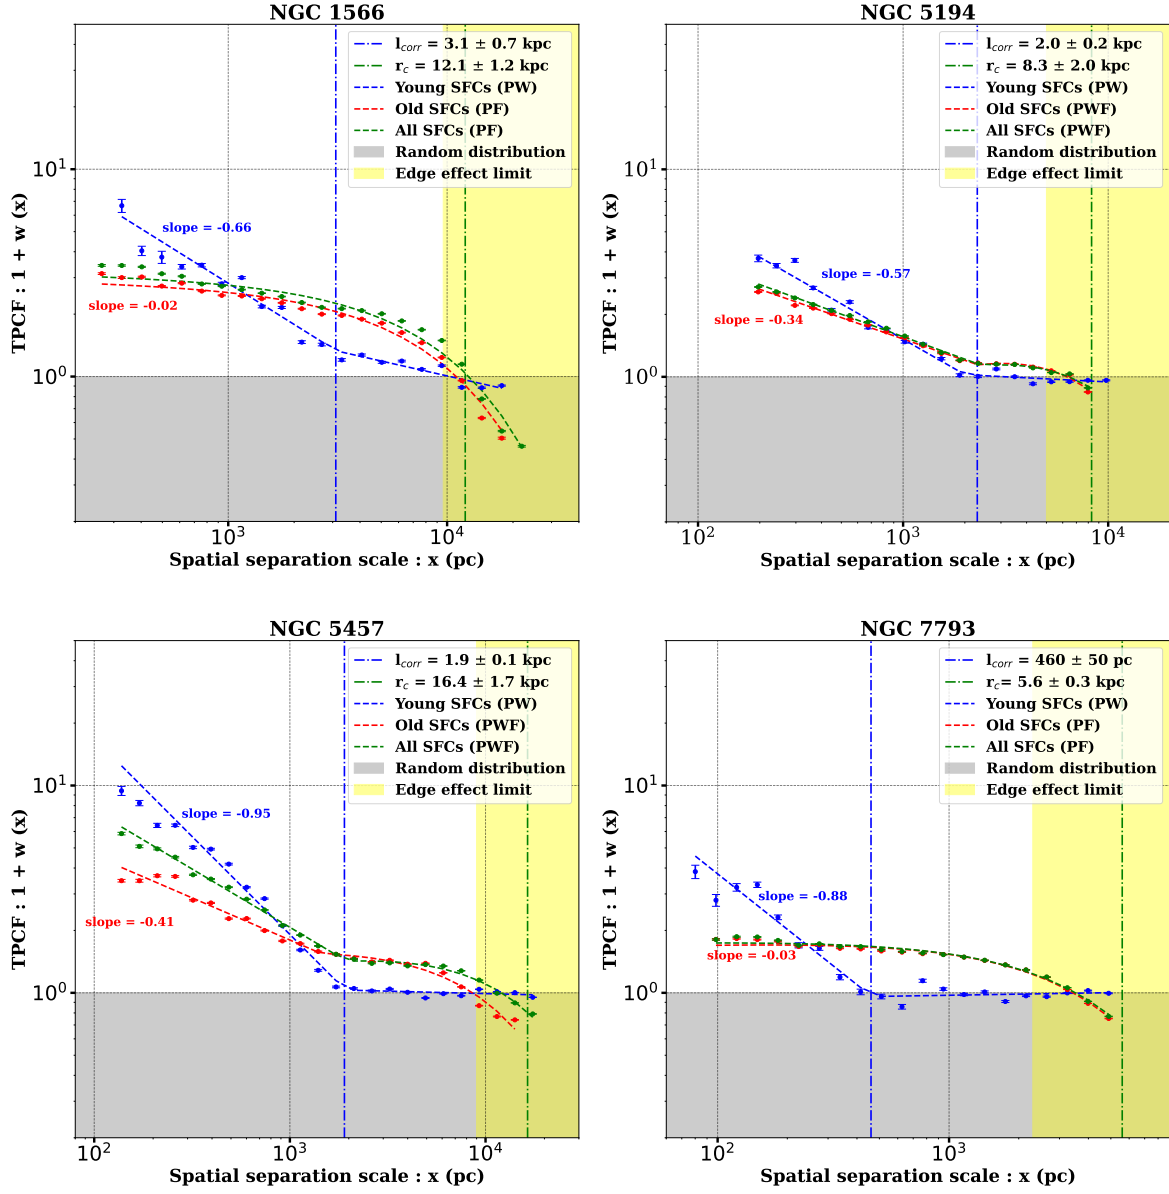 NGC 1566
l_corr = 3.1 ± 0.7 kpc
r_c = 12.1 ± 1.2 kpc
Young SFCs (PW)
Old SFCs (PF)
All SFCs (PF)
Random distribution
Edge effect limit
slope = -0.66
slope = -0.02
10^1
10^0
TPCF : 1 + w (x)
10^3
10^4
Spatial separation scale : x (pc)
NGC 5194
l_corr = 2.0 ± 0.2 kpc
r_c = 8.3 ± 2.0 kpc
Young SFCs (PW)
Old SFCs (PWF)
All SFCs (PWF)
Random distribution
Edge effect limit
slope = -0.57
slope = -0.34
10^1
10^0
TPCF : 1 + w (x)
10^2
10^3
10^4
Spatial separation scale : x (pc)
NGC 5457
l_corr = 1.9 ± 0.1 kpc
r_c = 16.4 ± 1.7 kpc
Young SFCs (PW)
Old SFCs (PWF)
All SFCs (PWF)
Random distribution
Edge effect limit
slope = -0.95
slope = -0.41
10^1
10^0
TPCF : 1 + w (x)
10^2
10^3
10^4
Spatial separation scale : x (pc)
NGC 7793
l_corr = 460 ± 50 pc
r_c= 5.6 ± 0.3 kpc
Young SFCs (PW)
Old SFCs (PF)
All SFCs (PF)
Random distribution
Edge effect limit
slope = -0.88
slope = -0.03
10^1
10^0
TPCF : 1 + w (x)
10^2
10^3
Spatial separation scale : x (pc)